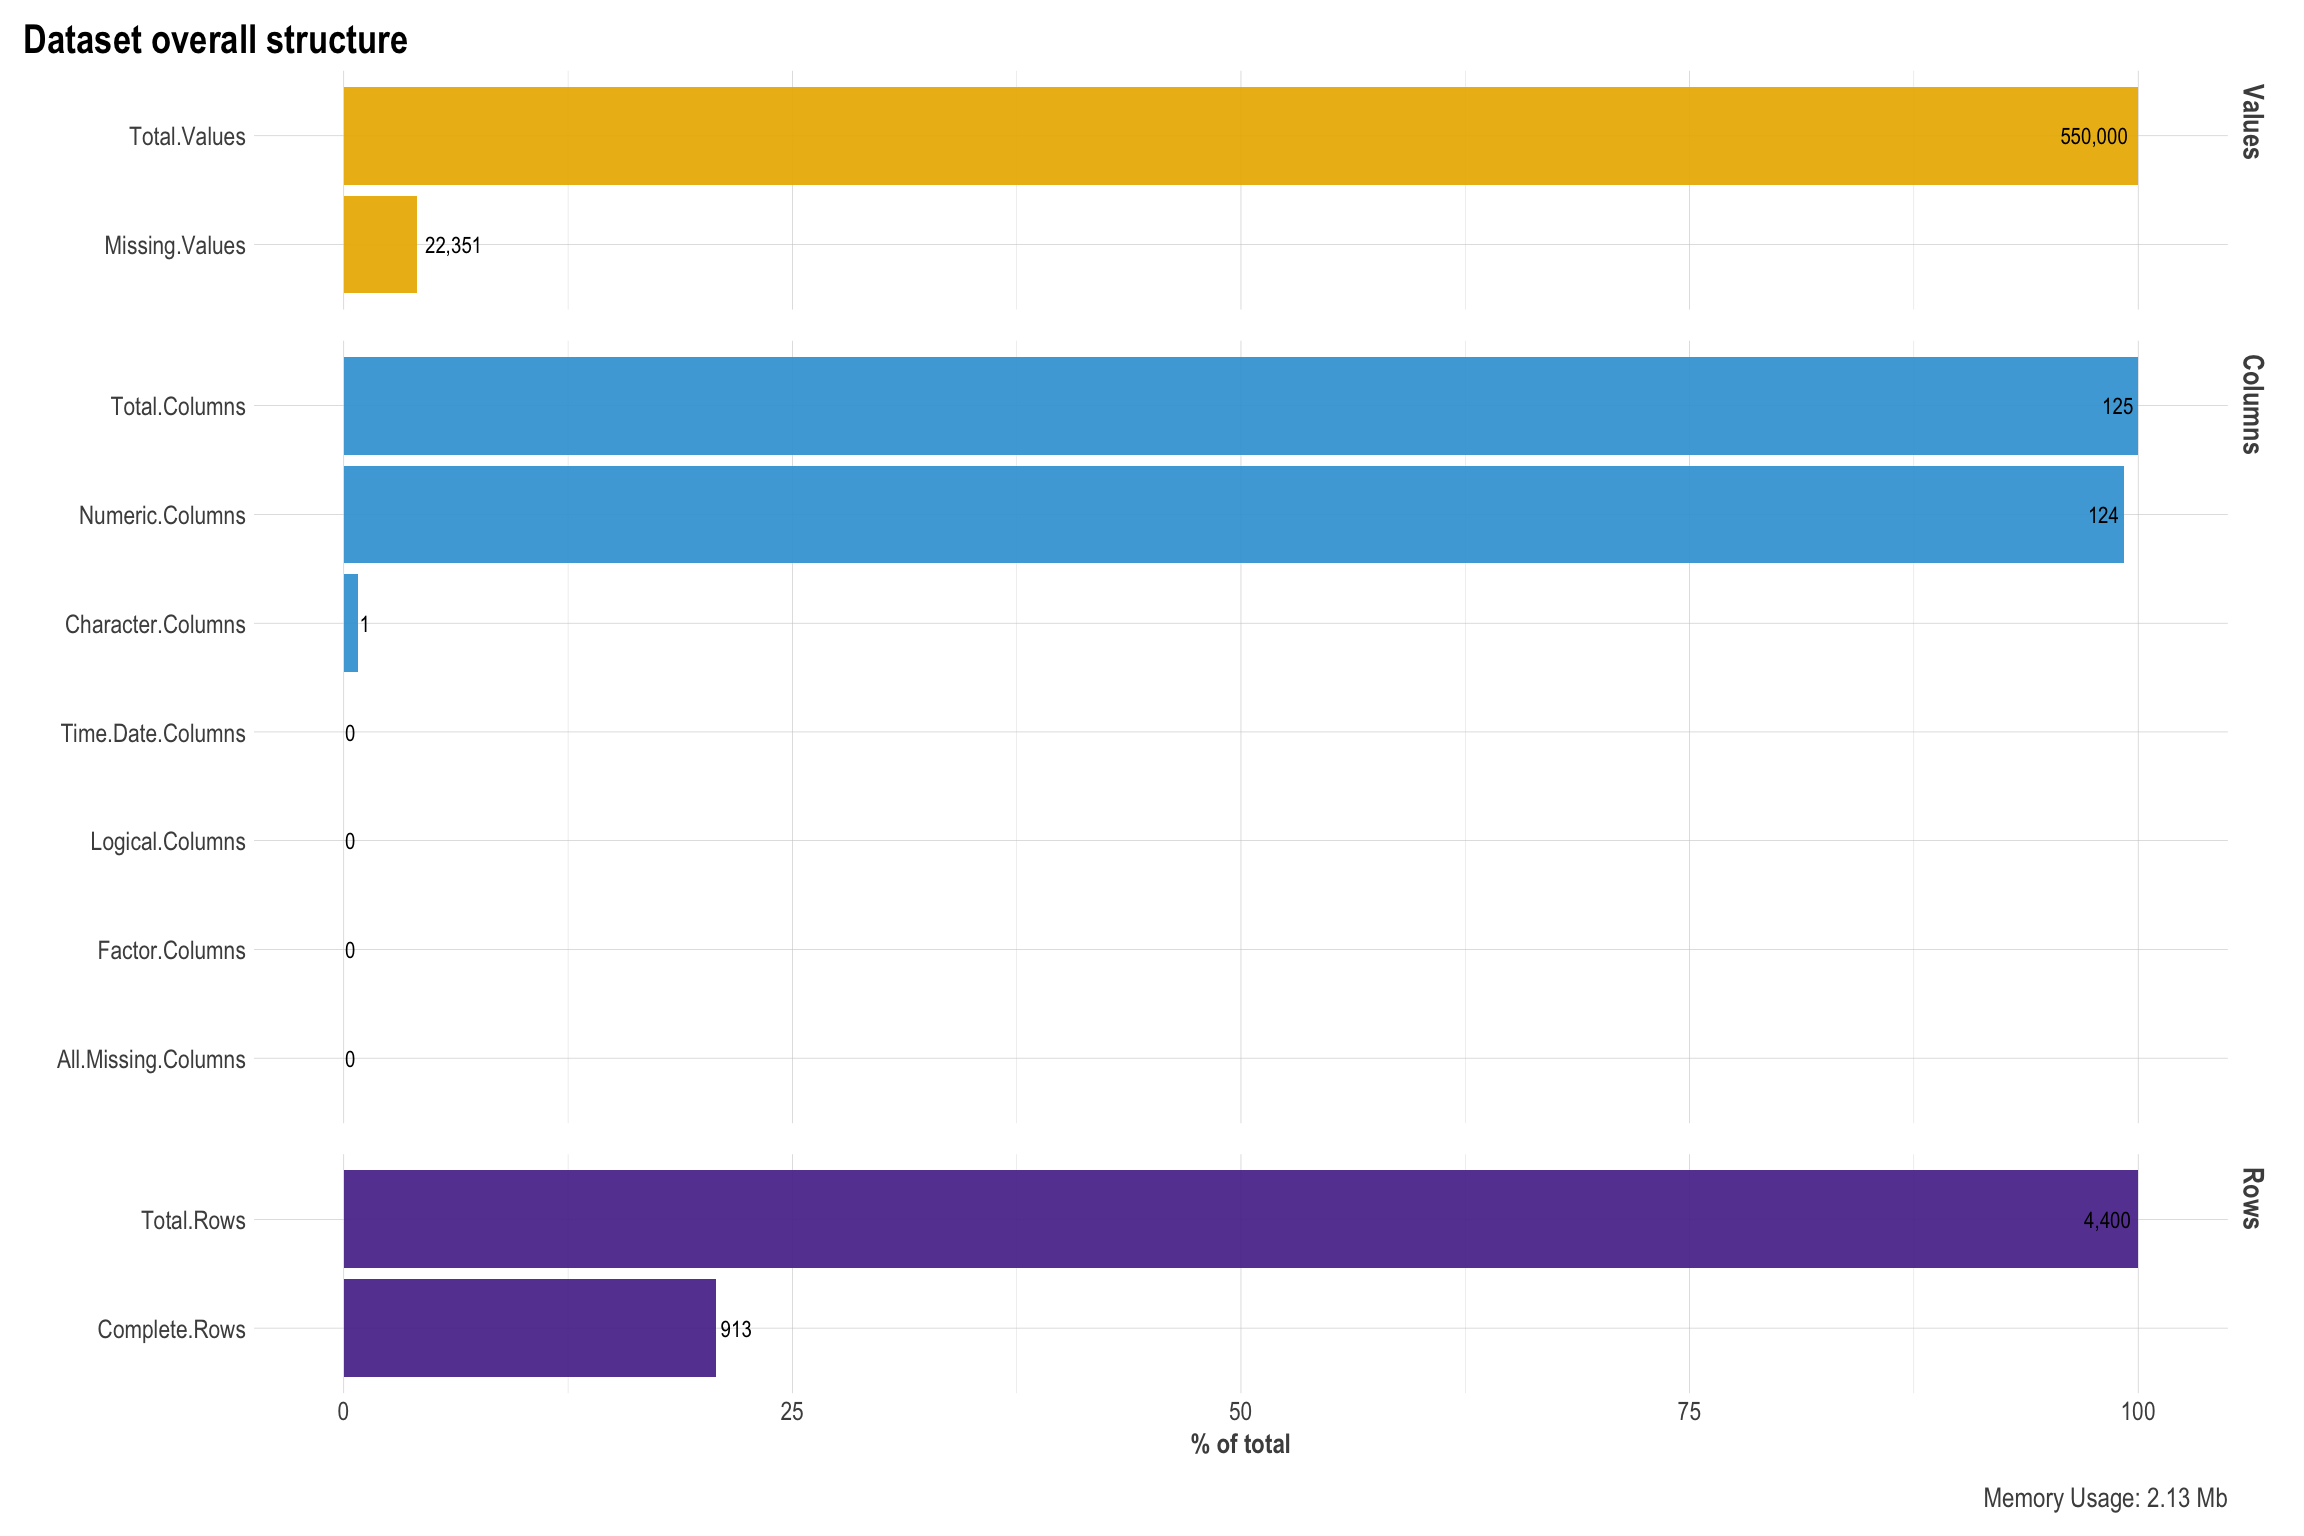 Dataset overall structure
Values
Total.Values 550,000
Missing.Values 22,351
Columns
Total.Columns 125
Numeric.Columns 124
Character.Columns 1
Time.Date.Columns 0
Logical.Columns 0
Factor.Columns 0
All.Missing.Columns 0
Rows
Total.Rows 4,400
Complete.Rows 913
0 25 50 75 100
% of total
Memory Usage: 2.13 Mb